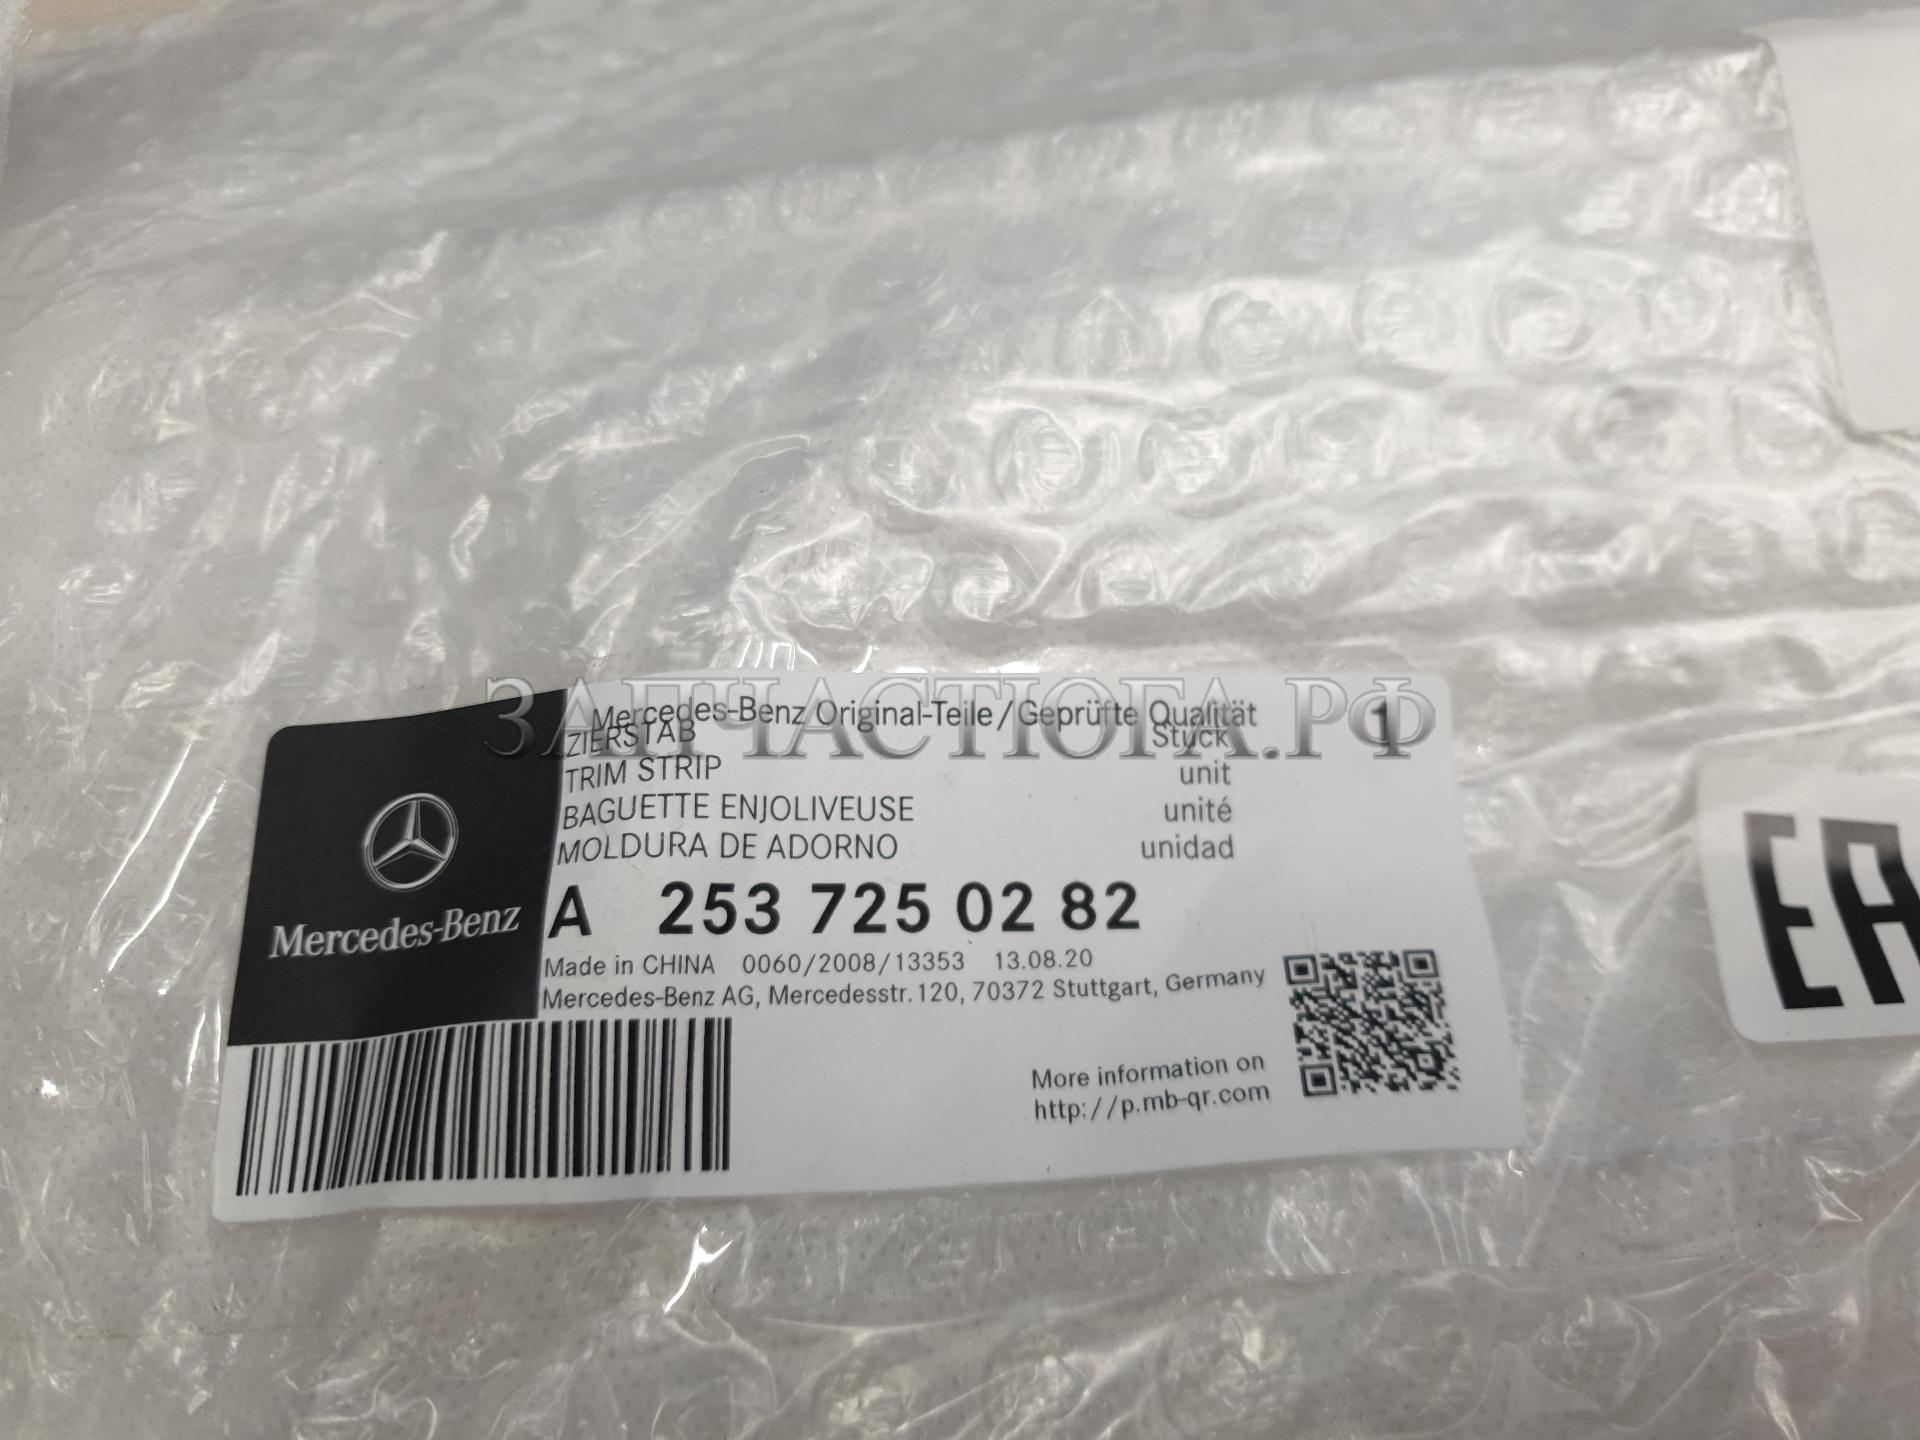 ЗАПЧАСТЮГА.РФ
Mercedes-Benz Original-Teile/Geprüfte Qualität
ZIERSTAB Stück 1
TRIM STRIP unit
BAGUETTE ENJOLIVEUSE unité
MOLDURA DE ADORNO unidad
A 253 725 02 82
Mercedes-Benz
Made in CHINA 0060/2008/13353 13.08.20
Mercedes-Benz AG, Mercedesstr. 120, 70372 Stuttgart, Germany
More information on
http://p.mb-qr.com
EA